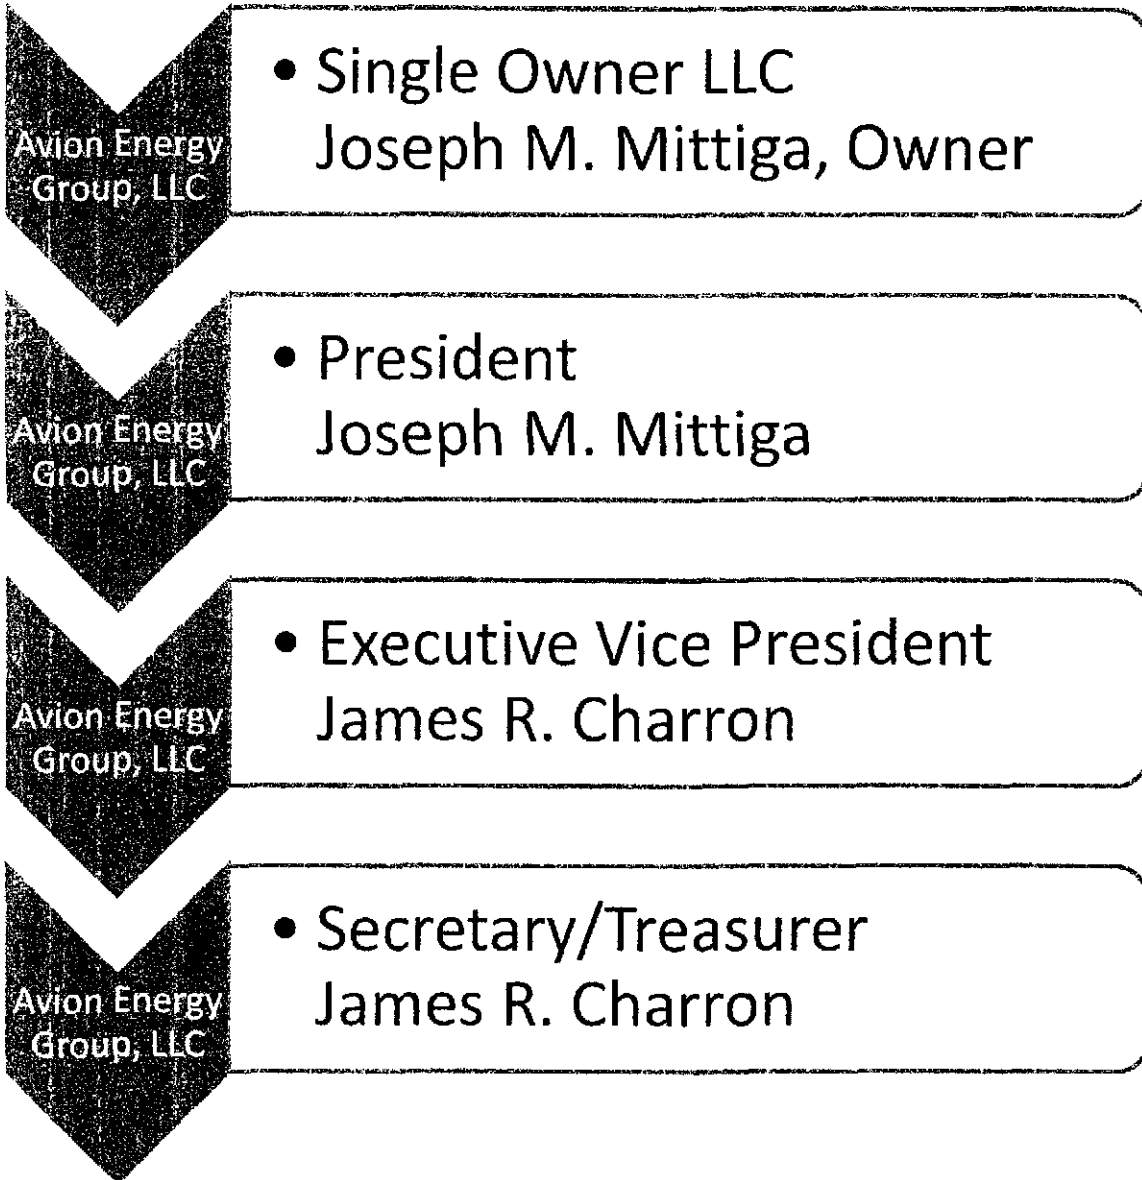 Avion Energy
Group, LLC
• Single Owner LLC
Joseph M. Mittiga, Owner
Avion Energy
Group, LLC
• President
Joseph M. Mittiga
Avion Energy
Group, LLC
• Executive Vice President
James R. Charron
Avion Energy
Group, LLC
• Secretary/Treasurer
James R. Charron